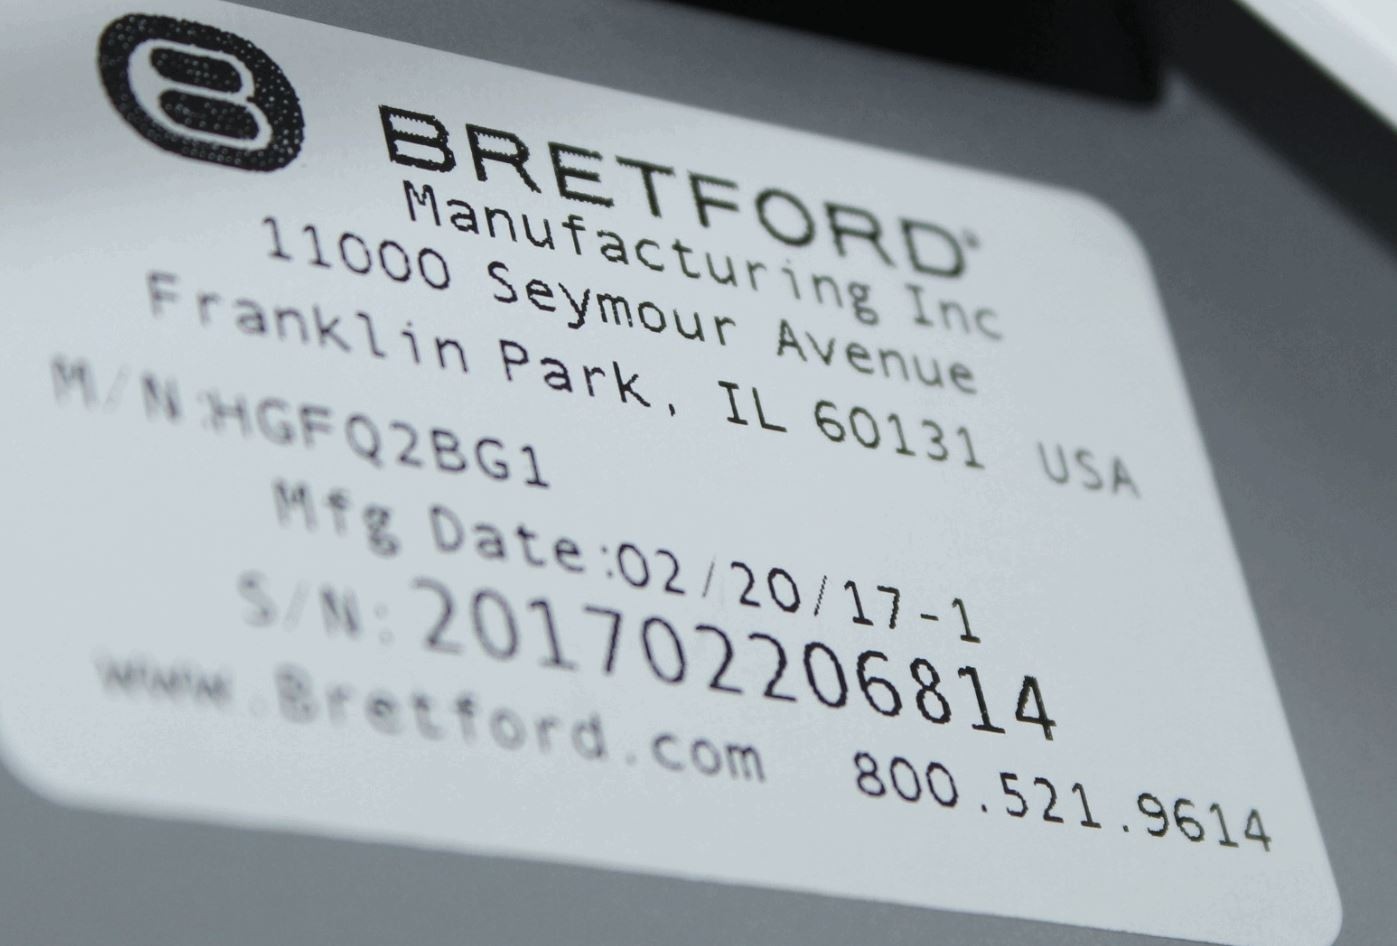 BRETFORD®
Manufacturing Inc
11000 Seymour Avenue
Franklin Park, IL 60131 USA
M/N:HGFQ2BG1
Mfg Date:02/20/17-1
S/N:201702206814
www.Bretford.com 800.521.9614